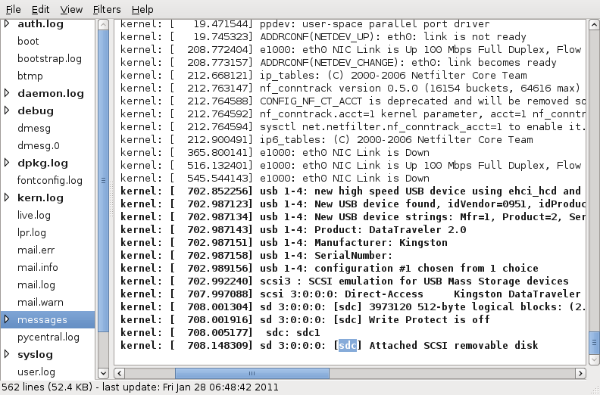 File Edit View Filters Help
auth.log
boot
bootstrap.log
btmp
daemon.log
debug
dmesg
dmesg.0
dpkg.log
fontconfig.log
kern.log
live.log
lpr.log
mail.err
mail.info
mail.log
mail.warn
messages
pycentral.log
syslog
user.log
kernel: [ 19.471544] ppdev: user-space parallel port driver
kernel: [ 19.745323] ADDRCONF(NETDEV_UP): eth0: link is not ready
kernel: [ 208.772404] e1000: eth0 NIC Link is Up 100 Mbps Full Duplex, Flow
kernel: [ 208.773157] ADDRCONF(NETDEV_CHANGE): eth0: link becomes ready
kernel: [ 212.668121] ip_tables: (C) 2000-2006 Netfilter Core Team
kernel: [ 212.763147] nf_conntrack version 0.5.0 (16154 buckets, 64616 max)
kernel: [ 212.764588] CONFIG_NF_CT_ACCT is deprecated and will be removed so
kernel: [ 212.764592] nf_conntrack.acct=1 kernel parameter, acct=1 nf_conntr
kernel: [ 212.764594] sysctl net.netfilter.nf_conntrack_acct=1 to enable it.
kernel: [ 212.900491] ip6_tables: (C) 2000-2006 Netfilter Core Team
kernel: [ 365.800141] e1000: eth0 NIC Link is Down
kernel: [ 516.132401] e1000: eth0 NIC Link is Up 100 Mbps Full Duplex, Flow
kernel: [ 545.544143] e1000: eth0 NIC Link is Down
kernel: [ 702.852256] usb 1-4: new high speed USB device using ehci_hcd and
kernel: [ 702.987123] usb 1-4: New USB device found, idVendor=0951, idProduc
kernel: [ 702.987134] usb 1-4: New USB device strings: Mfr=1, Product=2, Ser
kernel: [ 702.987143] usb 1-4: Product: DataTraveler 2.0
kernel: [ 702.987151] usb 1-4: Manufacturer: Kingston
kernel: [ 702.987158] usb 1-4: SerialNumber:
kernel: [ 702.989156] usb 1-4: configuration #1 chosen from 1 choice
kernel: [ 702.992240] scsi3 : SCSI emulation for USB Mass Storage devices
kernel: [ 707.997088] scsi 3:0:0:0: Direct-Access Kingston DataTraveler
kernel: [ 708.001304] sd 3:0:0:0: [sdc] 3973120 512-byte logical blocks: (2.
kernel: [ 708.001916] sd 3:0:0:0: [sdc] Write Protect is off
kernel: [ 708.005177] sdc: sdc1
kernel: [ 708.148309] sd 3:0:0:0: [sdc] Attached SCSI removable disk
562 lines (52.4 KB) - last update: Fri Jan 28 06:48:42 2011